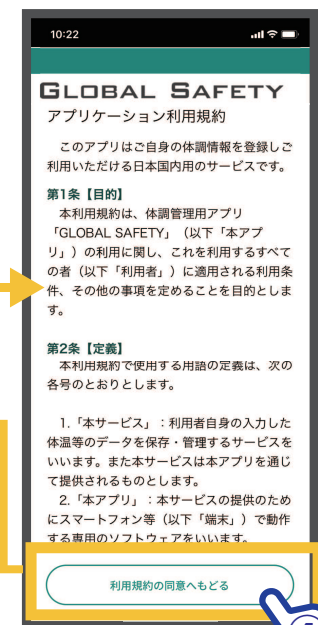 10:22
GLOBAL SAFETY
アプリケーション利用規約
このアプリはご自身の体調情報を登録しご
利用いただける日本国内用のサービスです。
第1条【目的】
本利用規約は、体調管理用アプリ
「GLOBAL SAFETY」（以下「本アプ
リ」）の利用に関し、これを利用するすべて
の者（以下「利用者」）に適用される利用条
件、その他の事項を定めることを目的としま
す。
第2条【定義】
本利用規約で使用する用語の定義は、次の
各号のとおりとします。
1.「本サービス」：利用者自身の入力した
体温等のデータを保存・管理するサービスを
いいます。また本サービスは本アプリを通じ
て提供されるものとします。
2.「本アプリ」：本サービスの提供のため
にスマートフォン等（以下「端末」）で動作
する専用のソフトウェアをいいます。
利用規約の同意へもどる